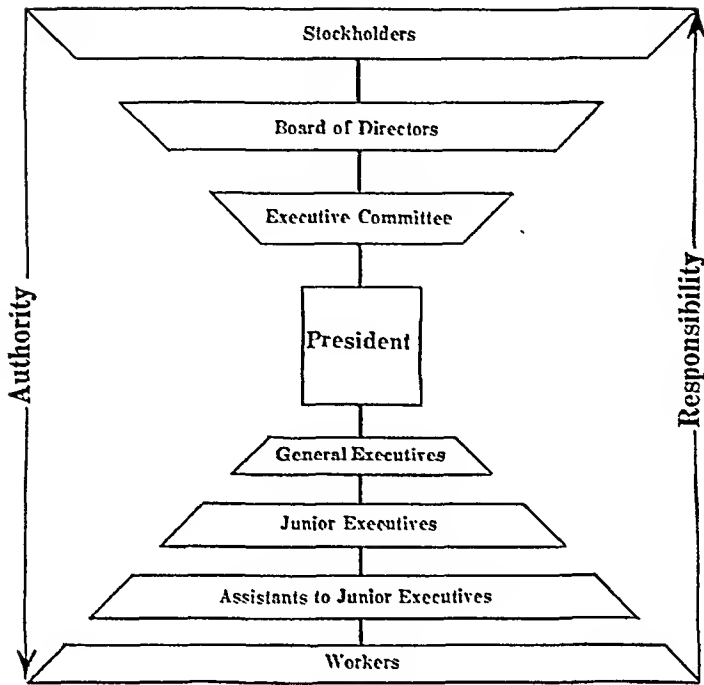 Stockholders
Board of Directors
Executive Committee
Authority
President
Responsibility
General Executives
Junior Executives
Assistants to Junior Executives
Workers